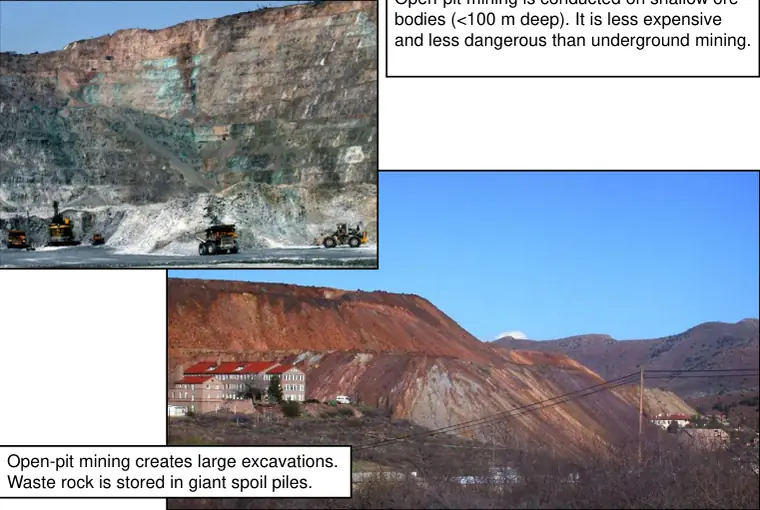 Open-pit mining is conducted on shallow ore
bodies (<100 m deep). It is less expensive
and less dangerous than underground mining.
Open-pit mining creates large excavations.
Waste rock is stored in giant spoil piles.